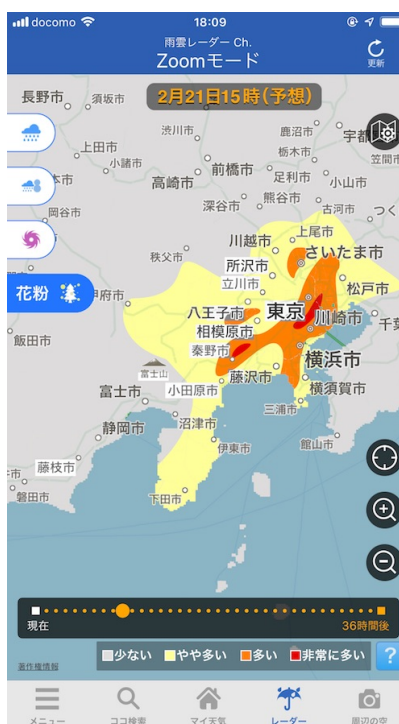 docomo 18:09
雨雲レーダー Ch.
Zoomモード
更新
2月21日15時(予想)
長野市 須坂市
渋川市 鹿沼市 宇都
上田市 栃木市 笠間市
小諸市 前橋市 足利市 小山市
本市 高崎市
岡谷市 深谷市 熊谷市 古河市 つく
川越市 上尾市
秩父市 さいたま市
所沢市
花粉 甲府市 立川市 松戸市
八王子市 東京 川崎市 千葉
飯田市 相模原市
秦野市 横浜市
富士山 藤沢市
富士市 小田原市 横須賀市
沼津市 三浦市
静岡市 伊東市 館山市
藤枝市
磐田市 下田市
現在 36時間後
少ない やや多い 多い 非常に多い ?
著作権情報
メニュー ココ検索 マイ天気 レーダー 周辺の空